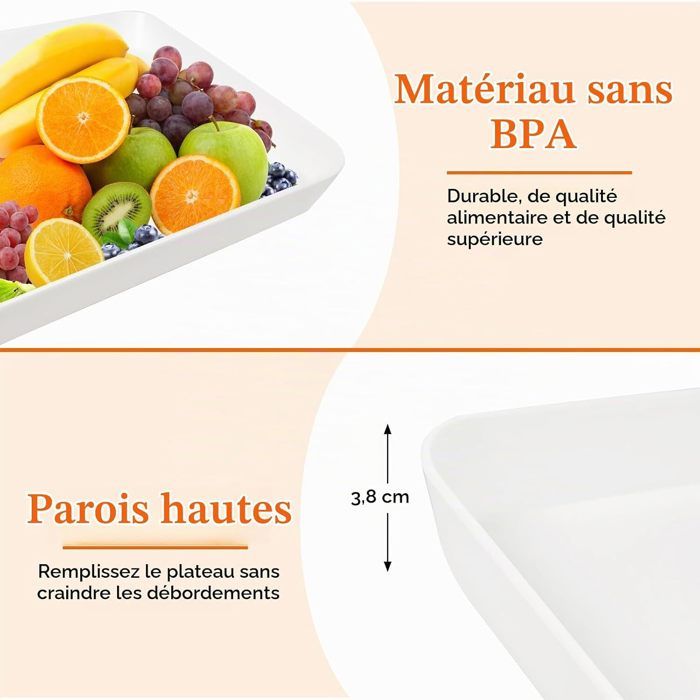 Matériau sans
BPA
Durable, de qualité
alimentaire et de qualité
supérieure
3,8 cm
Parois hautes
Remplissez le plateau sans
craindre les débordements